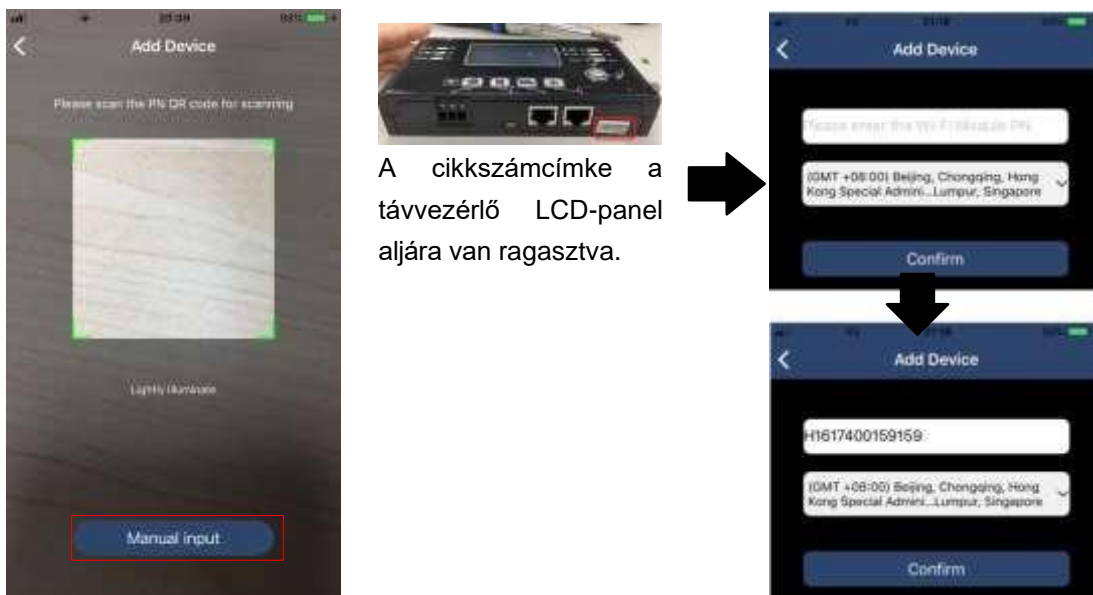 Add Device
Please scan the PN QR code for scanning
Lightly illuminate
Manual input
A cikkszámcímke a
távvezérlő LCD-panel
aljára van ragasztva.
Add Device
Please enter the Wi-Fi Module PN
(GMT +08:00) Beijing, Chongqing, Hong
Kong Special Admini...Lumpur, Singapore
Confirm
Add Device
H1617400159159
(GMT +08:00) Beijing, Chongqing, Hong
Kong Special Admini...Lumpur, Singapore
Confirm